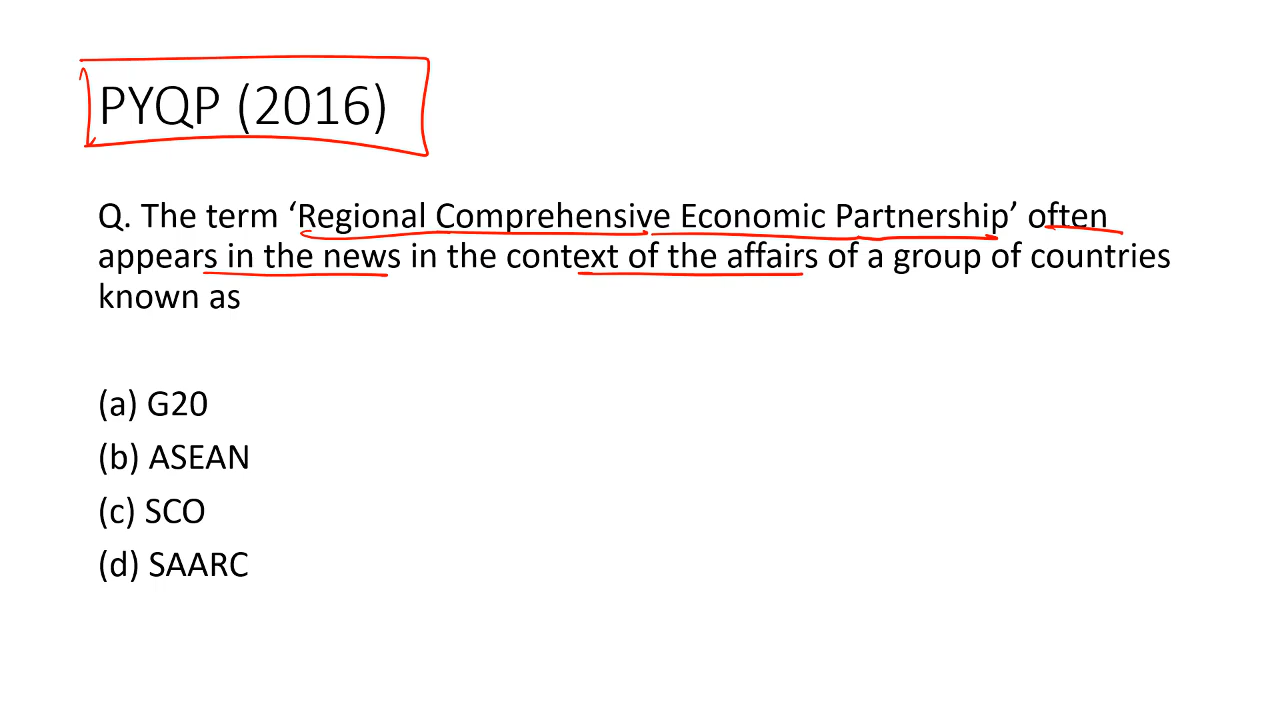 PYQP (2016)
Q. The term ‘Regional Comprehensive Economic Partnership’ often
appears in the news in the context of the affairs of a group of countries
known as
(a) G20
(b) ASEAN
(c) SCO
(d) SAARC